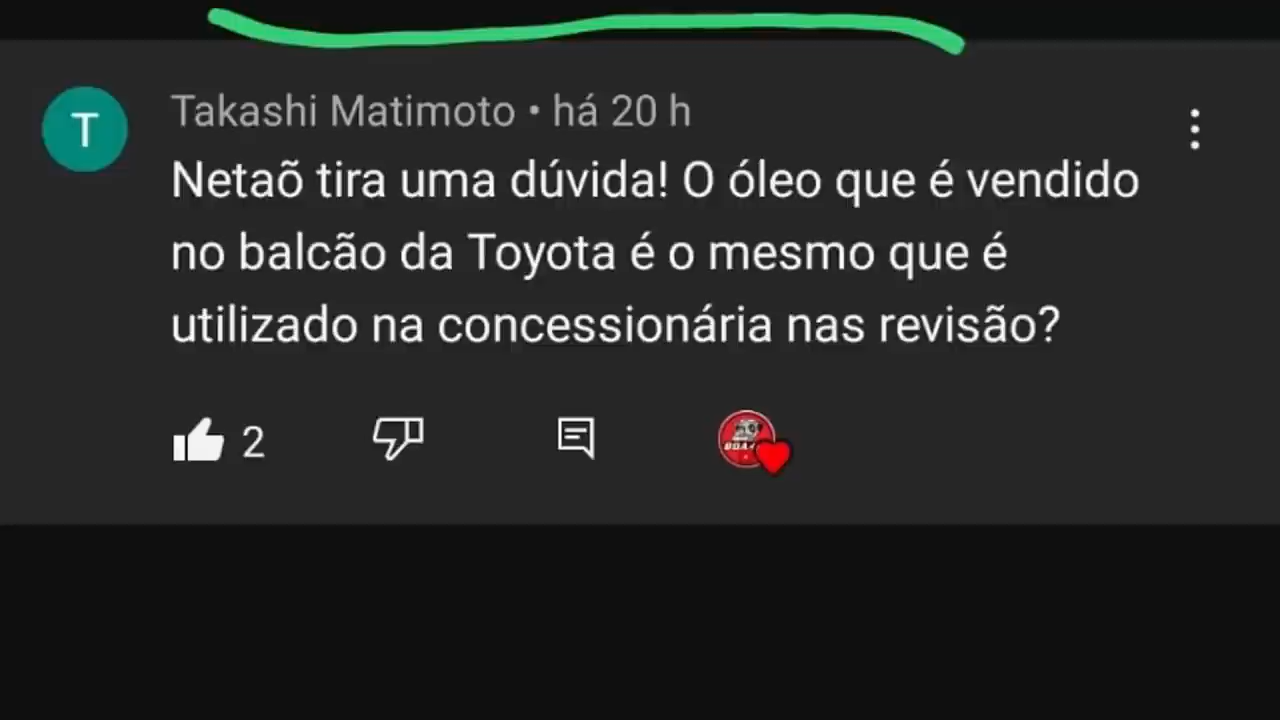 T
Takashi Matimoto • há 20 h
Netaõ tira uma dúvida! O óleo que é vendido
no balcão da Toyota é o mesmo que é
utilizado na concessionária nas revisão?
2